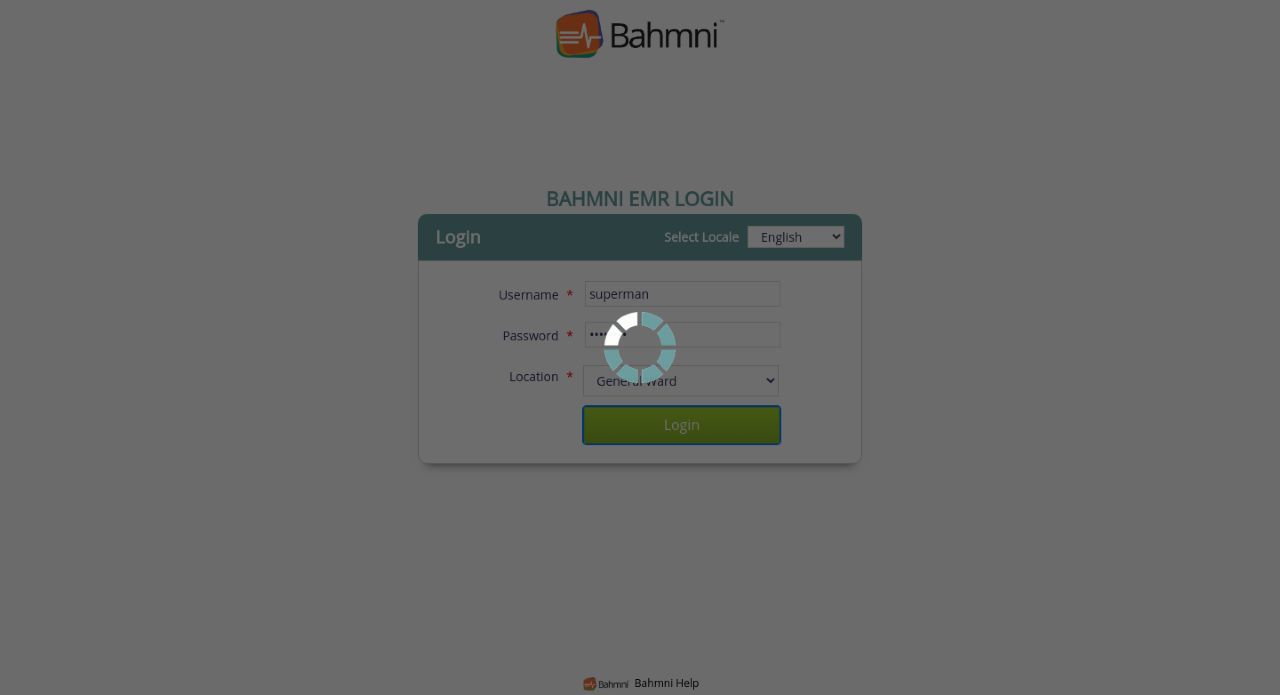 Bahmni™
BAHMNI EMR LOGIN
Login
Select Locale English
Username * superman
Password * ••••••••
Location * General Ward
Login
Bahmni Bahmni Help